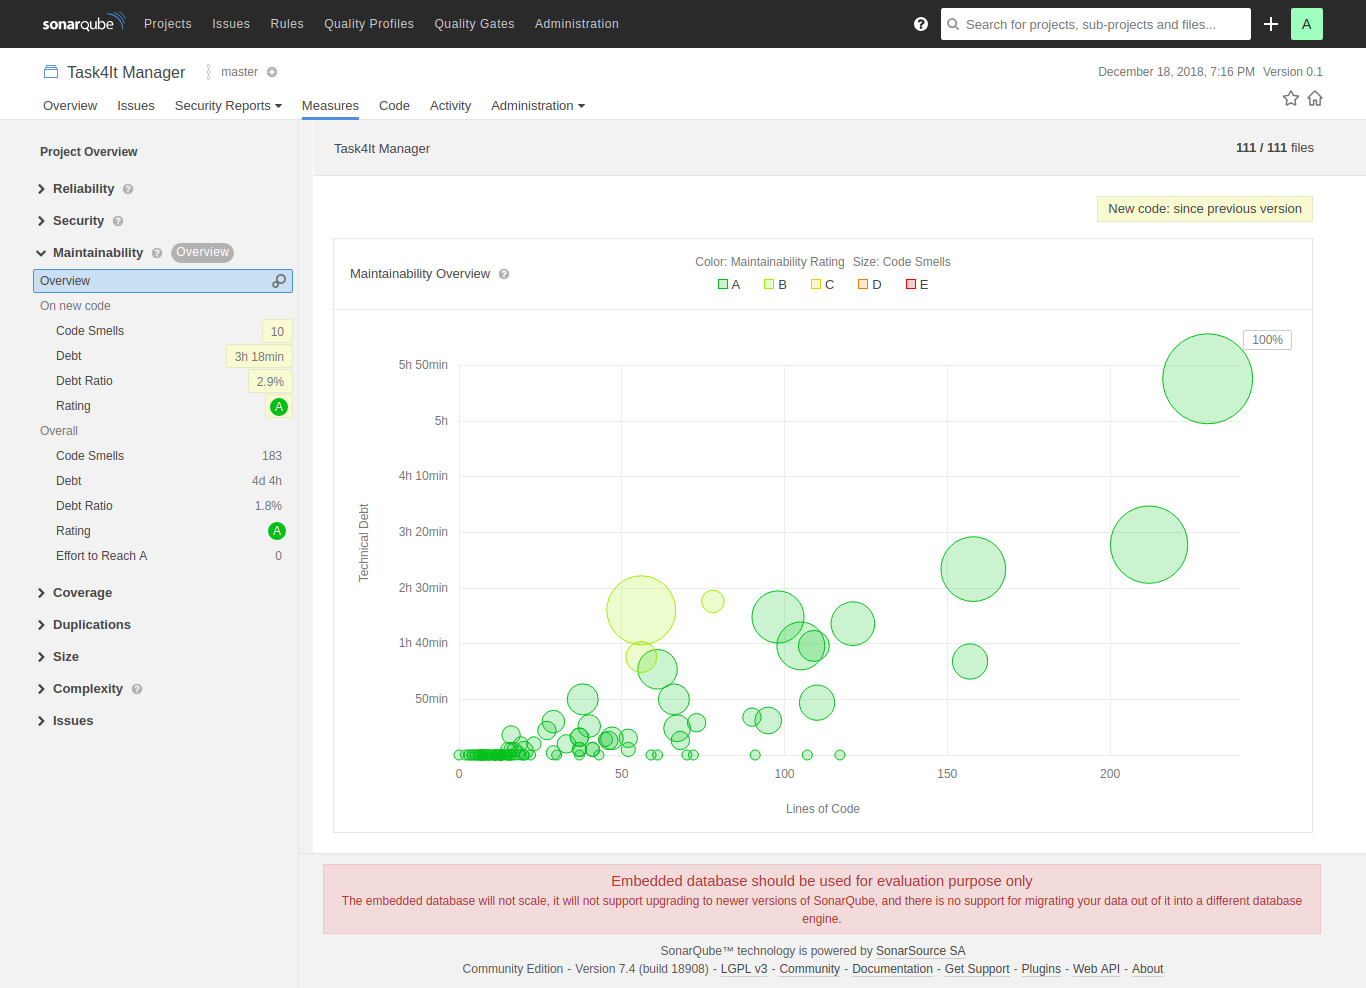 sonarqube Projects Issues Rules Quality Profiles Quality Gates Administration ? Search for projects, sub-projects and files... A
Task4It Manager master December 18, 2018, 7:16 PM Version 0.1
Overview Issues Security Reports Measures Code Activity Administration
Project Overview
Reliability ?
Security ?
Maintainability ? Overview
Overview
On new code
Code Smells 10
Debt 3h 18min
Debt Ratio 2.9%
Rating A
Overall
Code Smells 183
Debt 4d 4h
Debt Ratio 1.8%
Rating A
Effort to Reach A 0
Coverage
Duplications
Size
Complexity ?
Issues
Task4It Manager 111 / 111 files
New code: since previous version
Maintainability Overview ?
Color: Maintainability Rating Size: Code Smells
A B C D E
100%
5h 50min
5h
4h 10min
3h 20min
2h 30min
1h 40min
50min
Technical Debt
0 50 100 150 200
Lines of Code
Embedded database should be used for evaluation purpose only
The embedded database will not scale, it will not support upgrading to newer versions of SonarQube, and there is no support for migrating your data out of it into a different database
engine.
SonarQube™ technology is powered by SonarSource SA
Community Edition - Version 7.4 (build 18908) - LGPL v3 - Community - Documentation - Get Support - Plugins - Web API - About